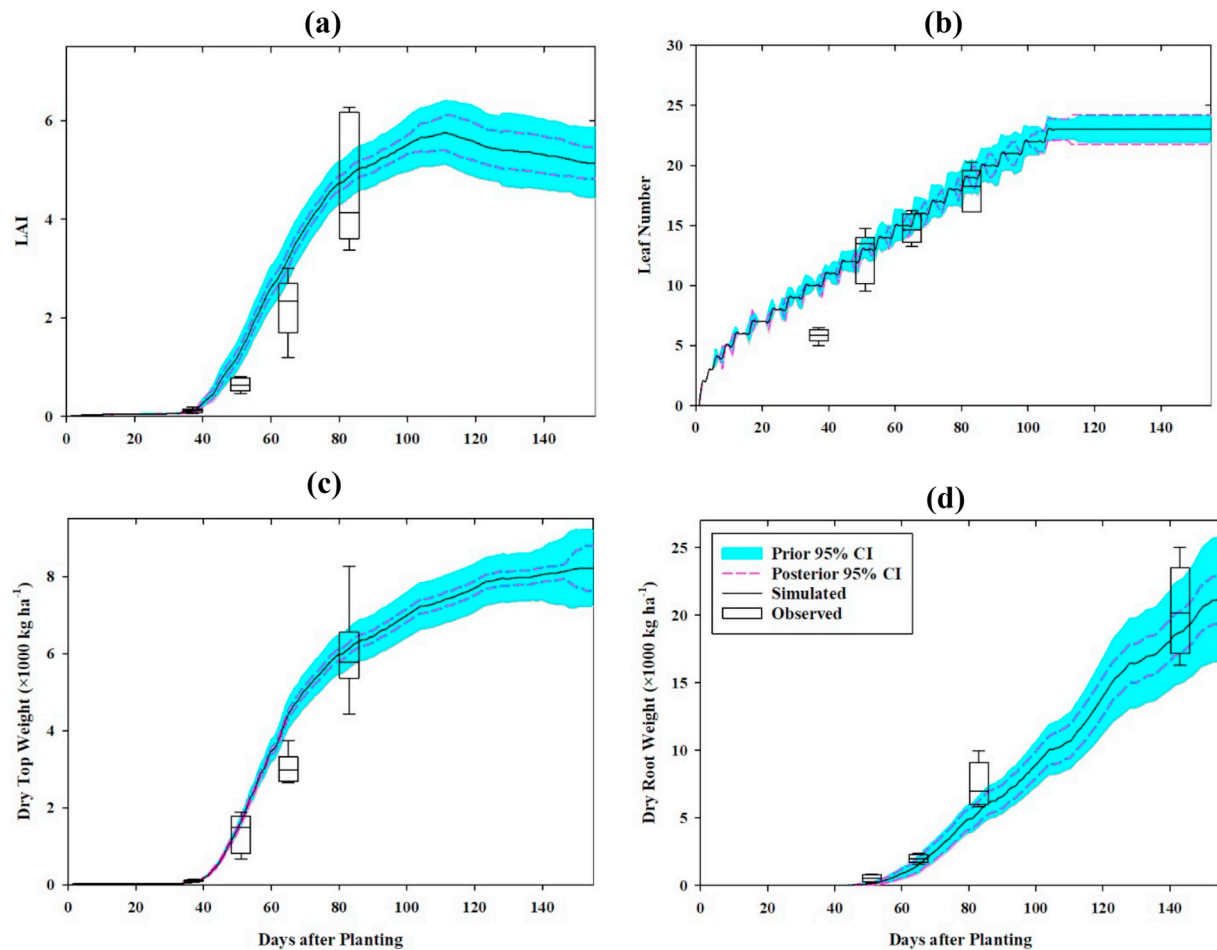 (a)
LAI
6
4
2
0
0 20 40 60 80 100 120 140
(b)
Leaf Number
30
25
20
15
10
5
0
0 20 40 60 80 100 120 140
(c)
Dry Top Weight (×1000 kg ha⁻¹)
8
6
4
2
0
0 20 40 60 80 100 120 140
Days after Planting
(d)
Dry Root Weight (×1000 kg ha⁻¹)
25
20
15
10
5
0
Prior 95% CI
Posterior 95% CI
Simulated
Observed
0 20 40 60 80 100 120 140
Days after Planting